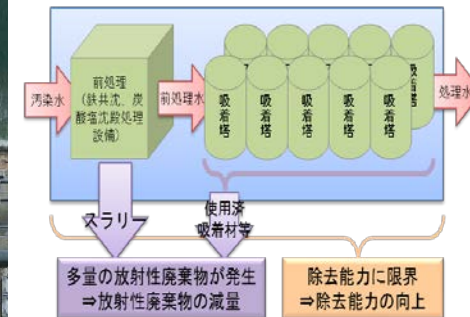 汚染水
前処理
(鉄共沈、炭
酸塩沈殿処理
設備)
前処理水
吸着塔
吸着塔
吸着塔
吸着塔
吸着塔
吸着塔
処理水
スラリー
使用済
吸着材等
多量の放射性廃棄物が発生
⇒放射性廃棄物の減量
除去能力に限界
⇒除去能力の向上